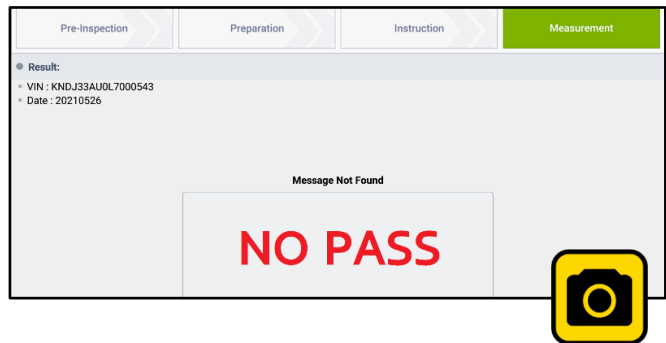 Pre-Inspection
Preparation
Instruction
Measurement
Result:
VIN : KNDJ33AU0L7000543
Date : 20210526
Message Not Found
NO PASS